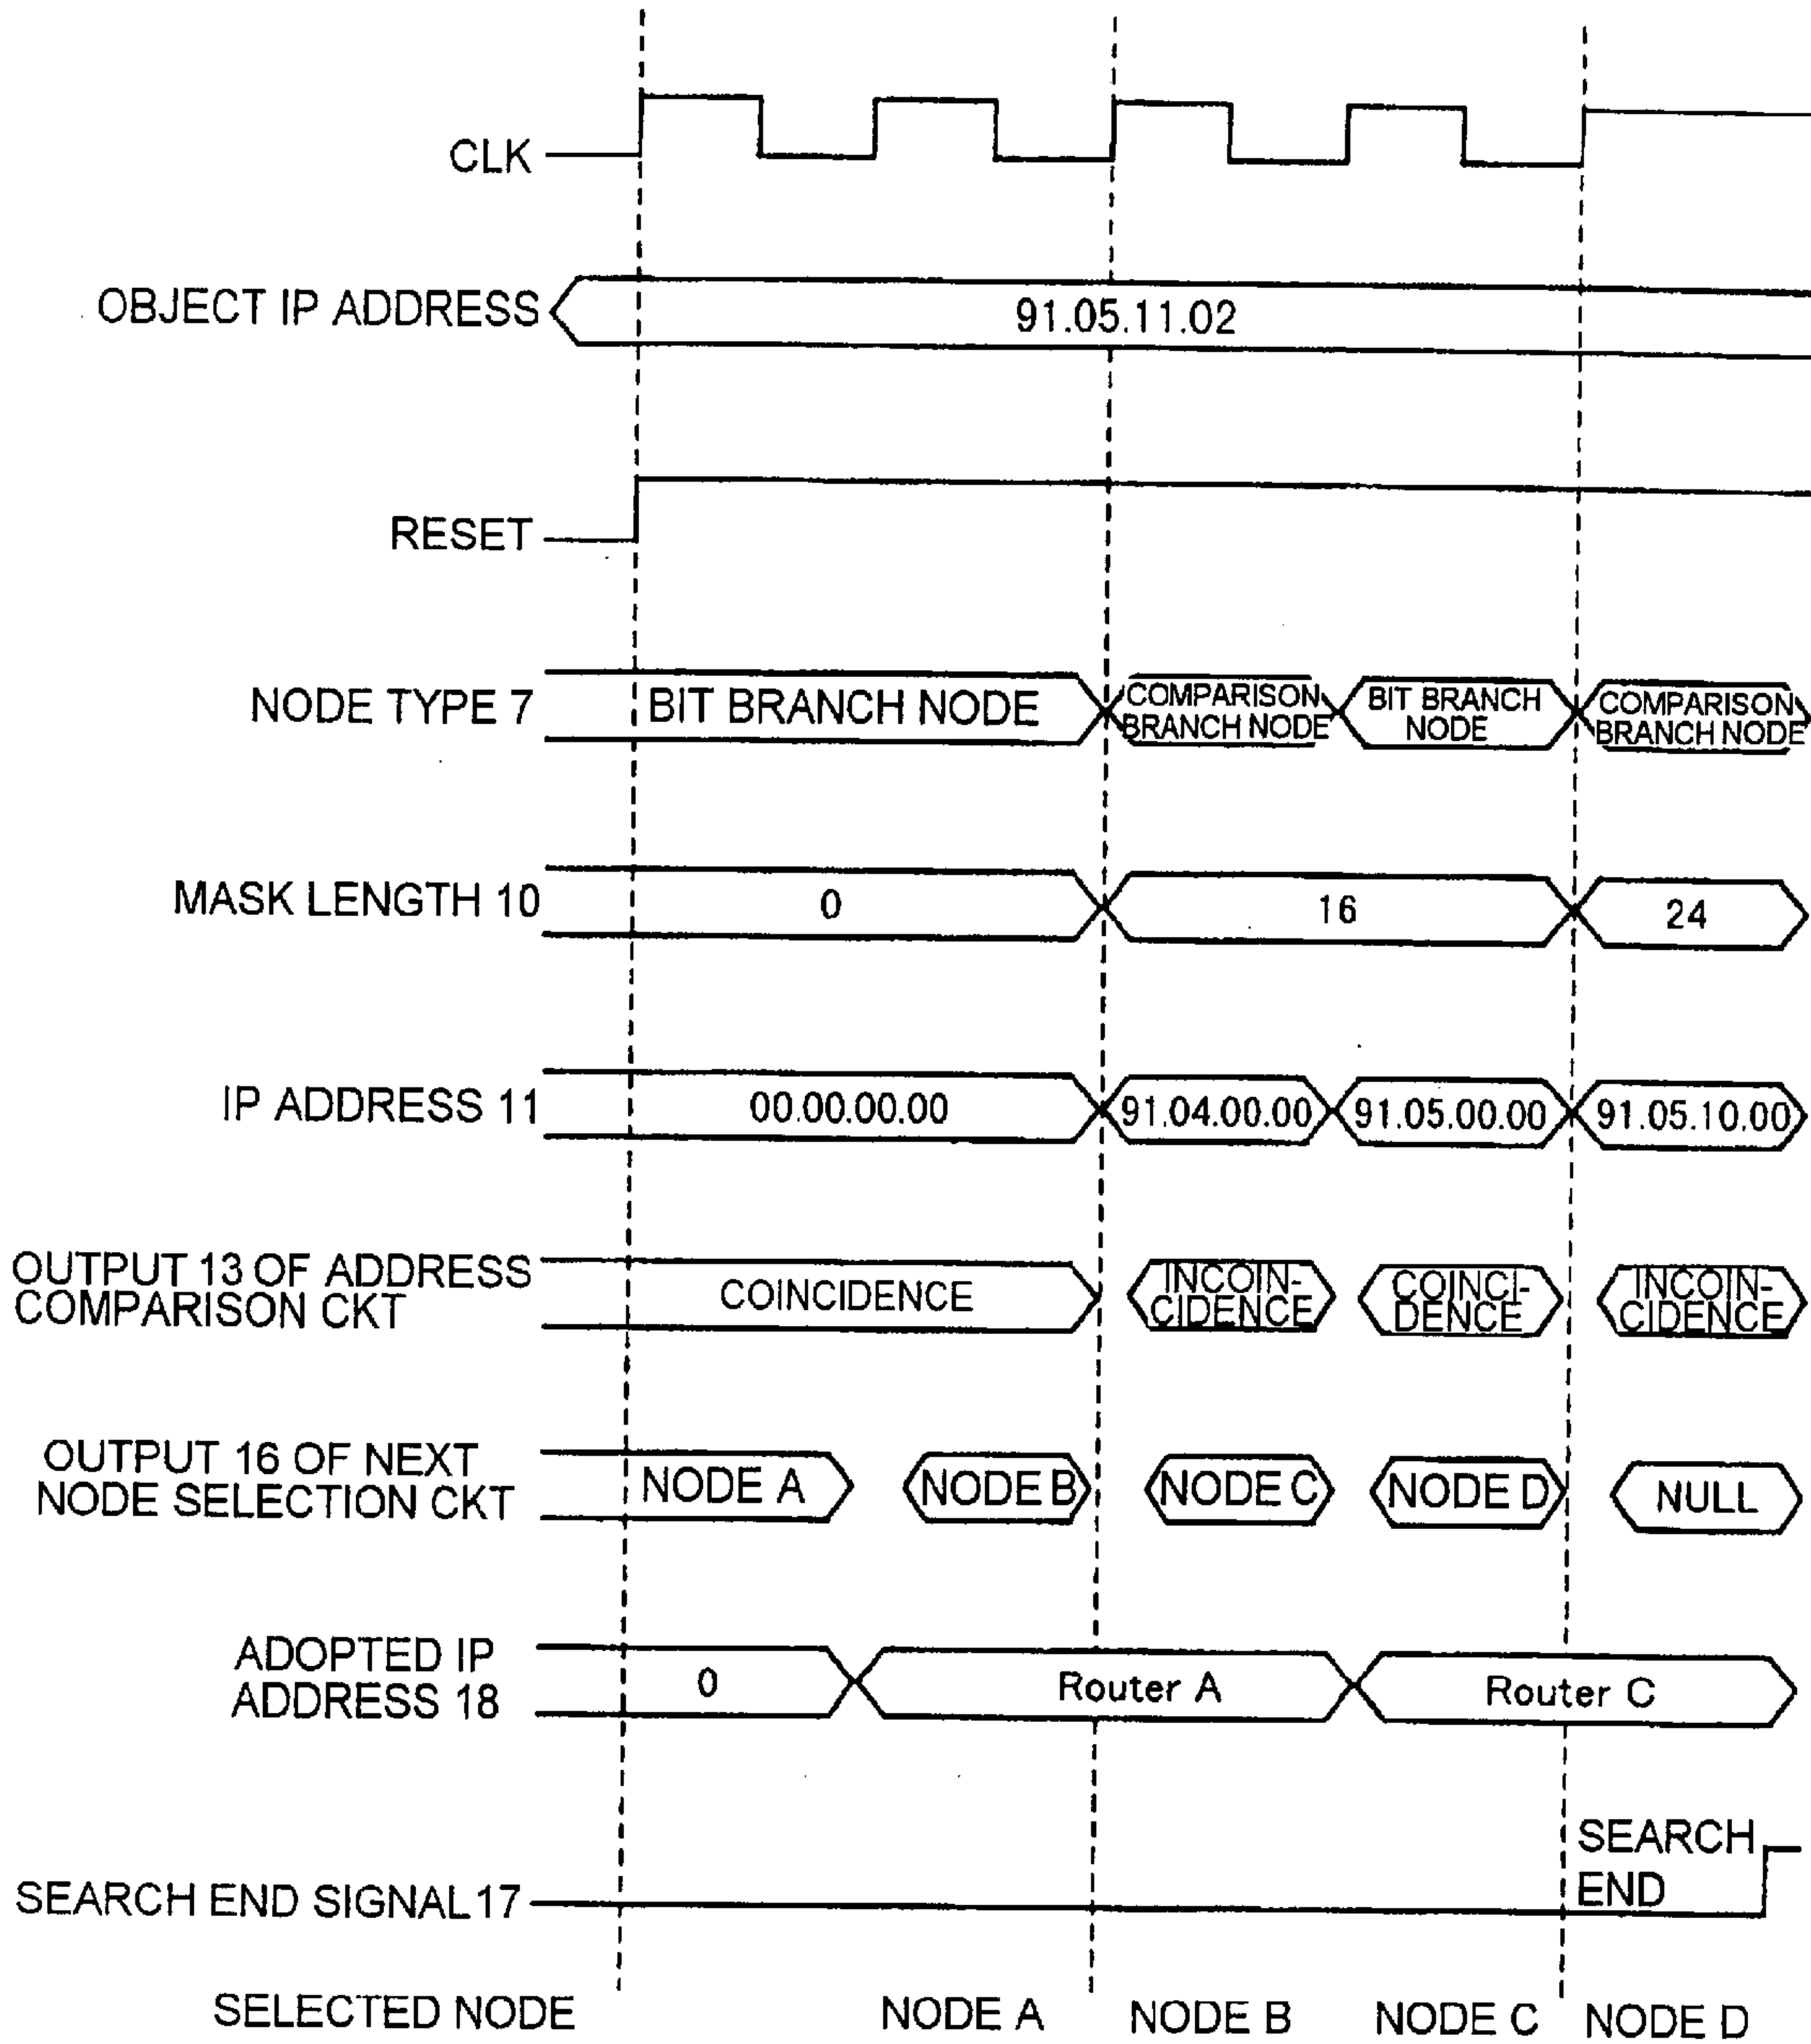 CLK
OBJECT IP ADDRESS
91.05.11.02
RESET
NODE TYPE 7
BIT BRANCH NODE
COMPARISON
BRANCH NODE
BIT BRANCH
NODE
COMPARISON
BRANCH NODE
MASK LENGTH 10
0
16
24
IP ADDRESS 11
00.00.00.00
91.04.00.00
91.05.00.00
91.05.10.00
OUTPUT 13 OF ADDRESS
COMPARISON CKT
COINCIDENCE
INCOIN-
CIDENCE
COINCI-
DENCE
INCOIN-
CIDENCE
OUTPUT 16 OF NEXT
NODE SELECTION CKT
NODE A
NODE B
NODE C
NODE D
NULL
ADOPTED IP
ADDRESS 18
0
Router A
Router C
SEARCH END SIGNAL 17
SEARCH
END
SELECTED NODE
NODE A
NODE B
NODE C
NODE D